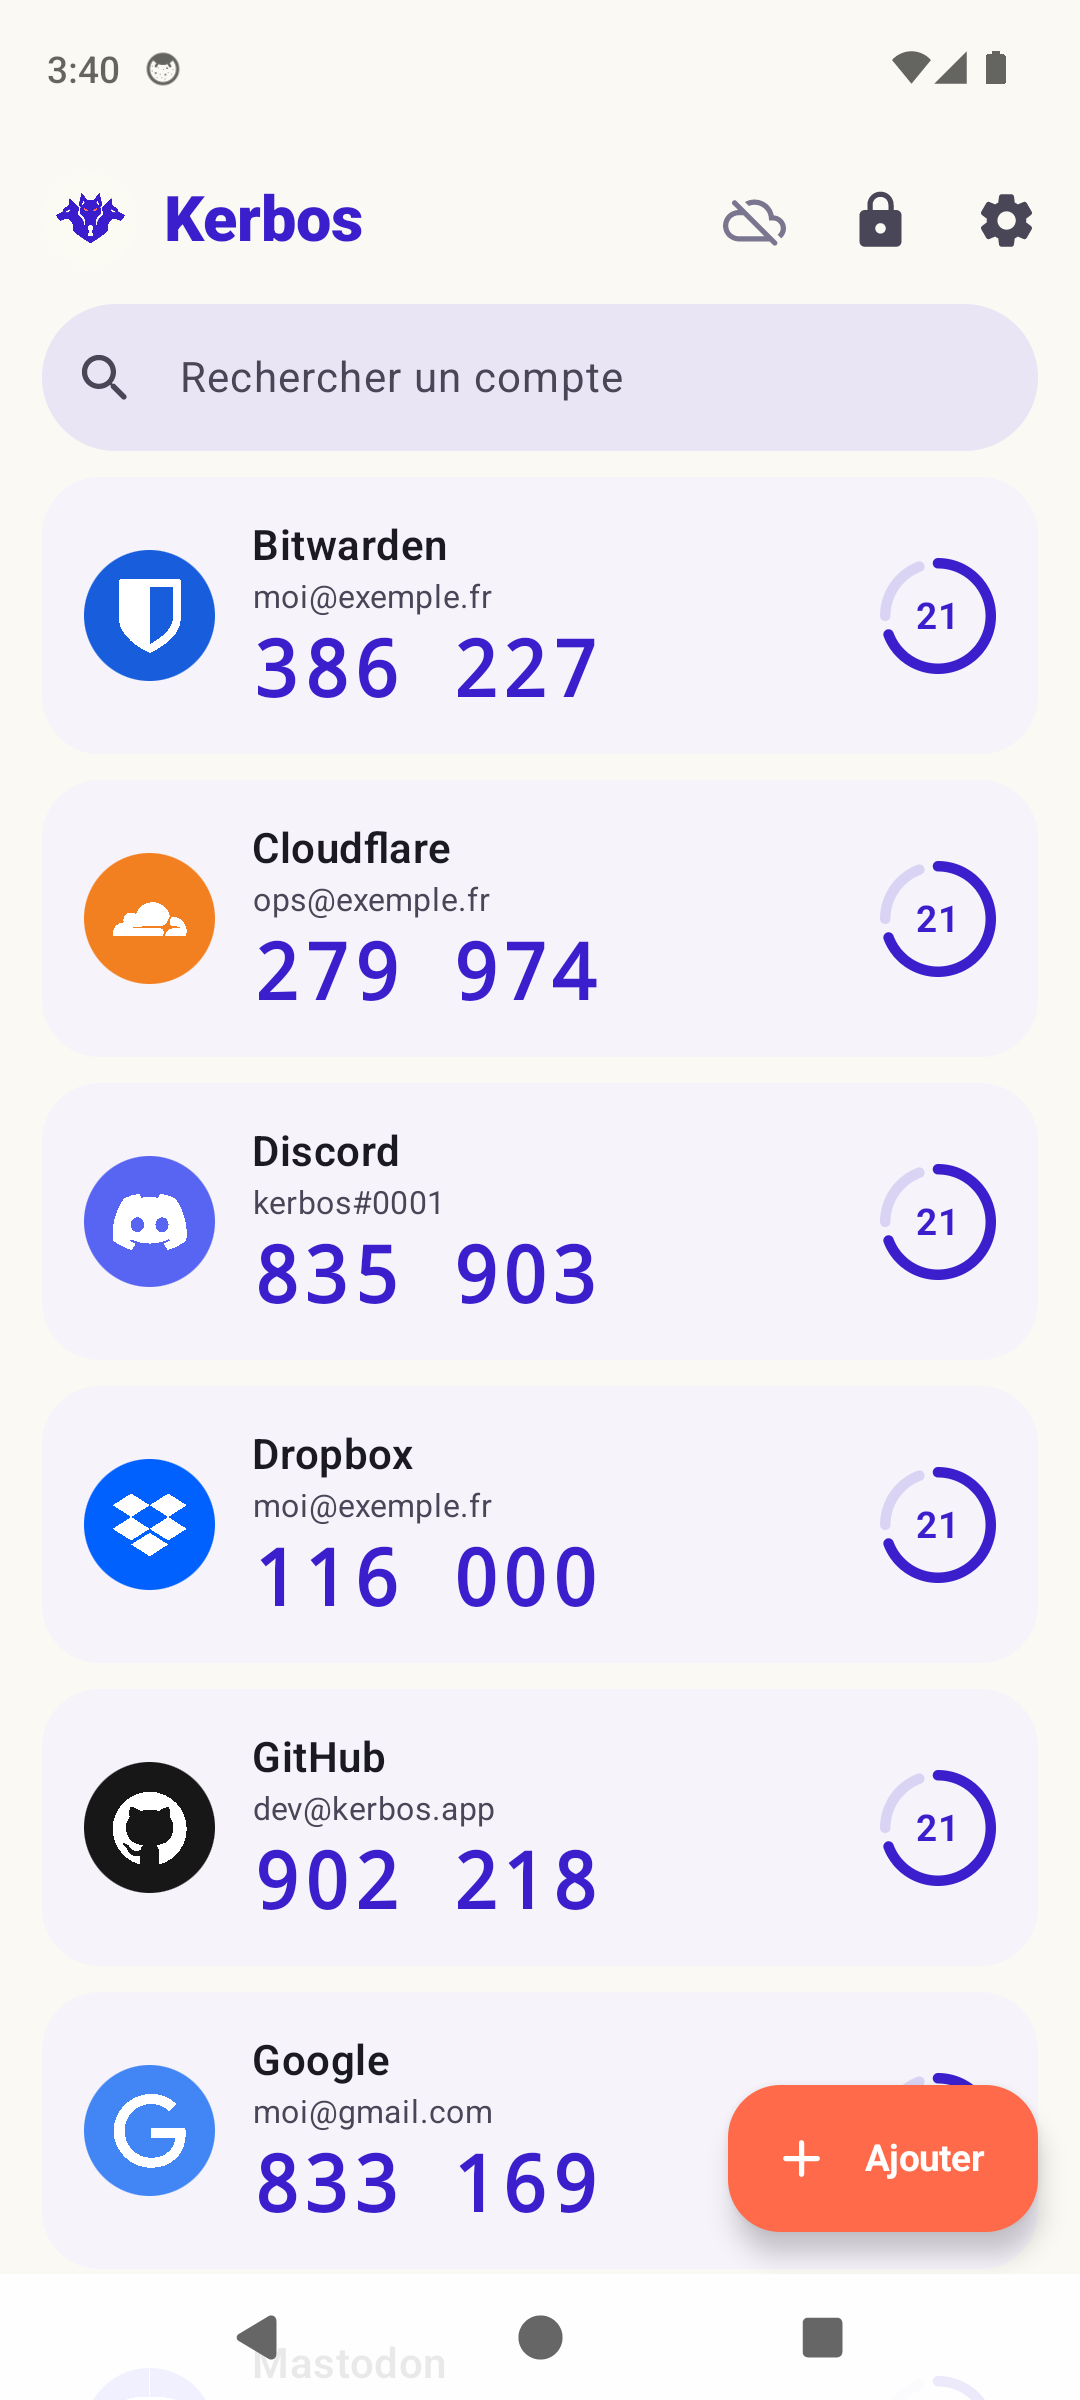 3:40
Kerbos
Rechercher un compte
Bitwarden
moi@exemple.fr
386 227
21
Cloudflare
ops@exemple.fr
279 974
21
Discord
kerbos#0001
835 903
21
Dropbox
moi@exemple.fr
116 000
21
GitHub
dev@kerbos.app
902 218
21
Google
moi@gmail.com
833 169
Ajouter
Mastodon